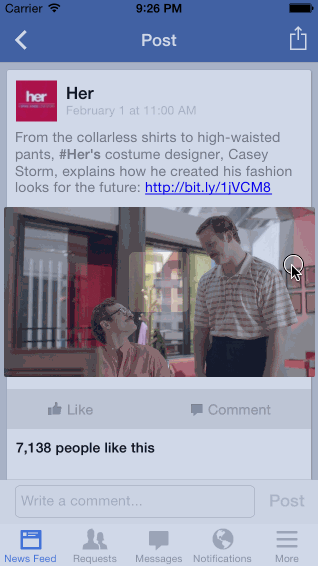 Carrier 9:26 PM
Post
her
Her
February 1 at 11:00 AM
From the collarless shirts to high-waisted
pants, #Her's costume designer, Casey
Storm, explains how he created his fashion
looks for the future: http://bit.ly/1jVCM8
Like Comment
7,138 people like this
Write a comment... Post
News Feed Requests Messages Notifications More